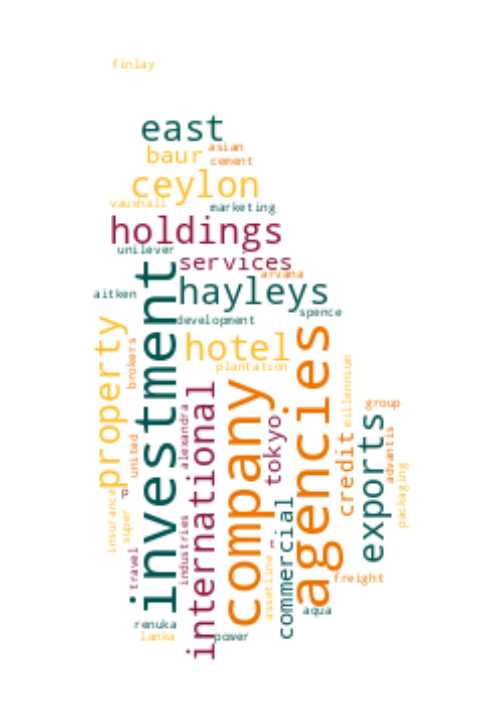 finlay
east
baur
asian
cement
ceylon
vauxhall
marketing
holdings
unilever
services
arvana
aitken
investment
hayleys
spence
development
property
hotel
brokers
plantation
agencies
millennium
company
international
alexandra
tokyo
group
exports
credit
united
advantis
packaging
insurance
p
super
commercial
industries
t
travel
assetline
freight
aqua
renuka
lanka
power